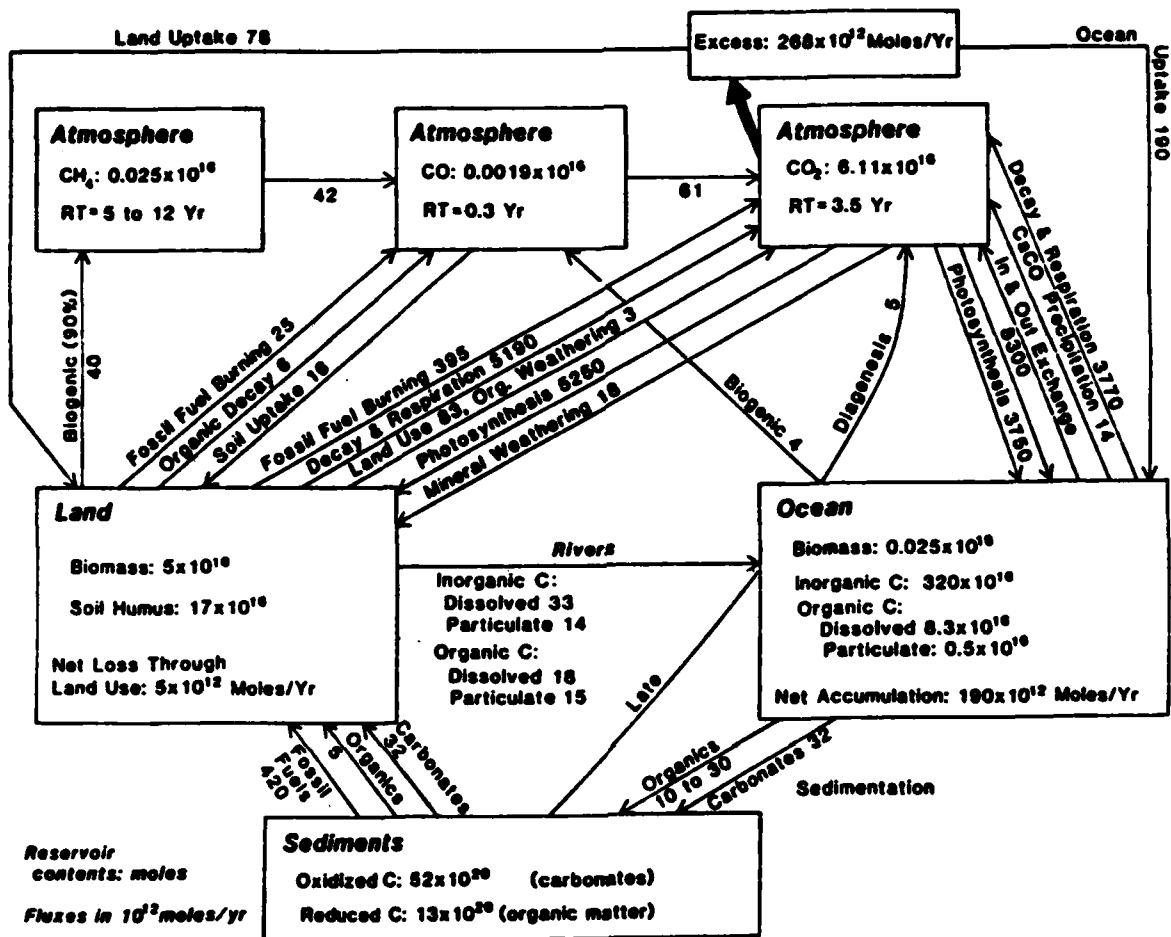 Land Uptake 78
Excess: 268x10¹² Moles/Yr
Ocean
Uptake 190
Atmosphere
CH₄: 0.025x10¹⁶
RT=5 to 12 Yr
42
Atmosphere
CO: 0.0019x10¹⁶
RT=0.3 Yr
61
Atmosphere
CO₂: 6.11x10¹⁶
RT=3.5 Yr
Biogenic (90%)
40
Fossil Fuel Burning 25
Organic Decay 6
Soil Uptake 16
Fossil Fuel Burning 395
Decay & Respiration 5190
Land Use 83, Org. Weathering 3
Photosynthesis 5250
Mineral Weathering 18
Biogenic 4
Diagenesis 5
Photosynthesis 3750
In & Out Exchange
8300
CaCO Precipitation 14
Decay & Respiration 3770
Land
Biomass: 5x10¹⁶
Soil Humus: 17x10¹⁶
Net Loss Through
Land Use: 5x10¹² Moles/Yr
Rivers
Inorganic C:
Dissolved 33
Particulate 14
Organic C:
Dissolved 18
Particulate 15
Ocean
Biomass: 0.025x10¹⁶
Inorganic C: 320x10¹⁶
Organic C:
Dissolved 8.3x10¹⁶
Particulate: 0.5x10¹⁶
Net Accumulation: 190x10¹² Moles/Yr
Late
Fossil
Fuels
420
Organics
Carbonates
32
Organics
10 to 30
Carbonates 32
Sedimentation
Sediments
Oxidized C: 52x10²⁰ (carbonates)
Reduced C: 13x10²⁰ (organic matter)
Reservoir
contents: moles
Fluxes in 10¹² moles/yr